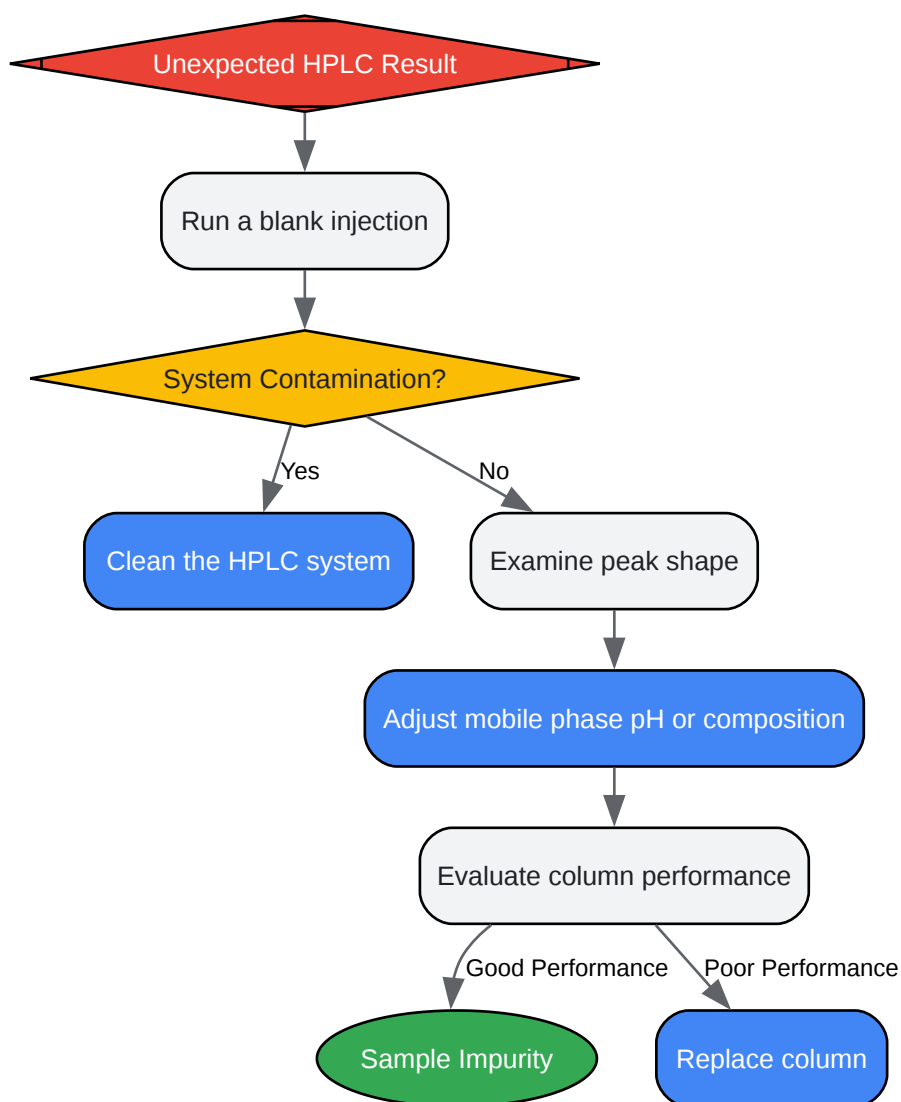 Unexpected HPLC Result
Run a blank injection
System Contamination?
Yes
No
Clean the HPLC system
Examine peak shape
Adjust mobile phase pH or composition
Evaluate column performance
Good Performance
Poor Performance
Sample Impurity
Replace column